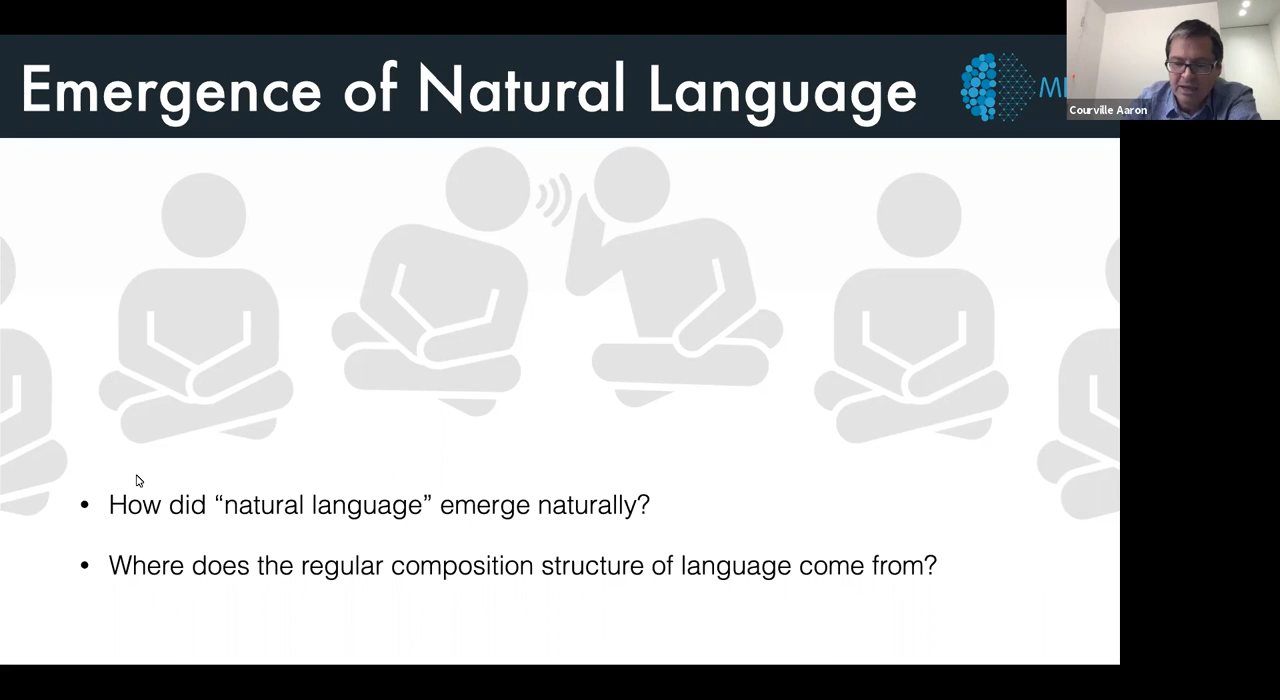 Emergence of Natural Language
Courville Aaron
• How did “natural language” emerge naturally?
• Where does the regular composition structure of language come from?